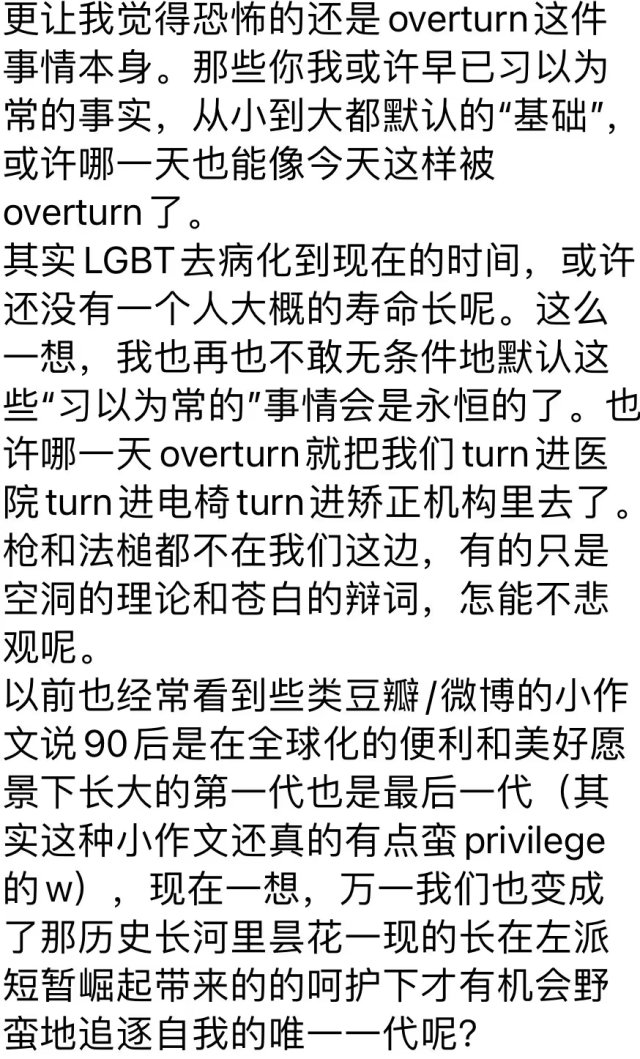 更让我觉得恐怖的还是overturn这件
事情本身。那些你我或许早已习以为
常的事实，从小到大都默认的“基础”，
或许哪一天也能像今天这样被
overturn了。
其实LGBT去病化到现在的时间，或许
还没有一个人大概的寿命长呢。这么
一想，我也再也不敢无条件地默认这
些“习以为常的”事情会是永恒的了。也
许哪一天overturn就把我们turn进医
院turn进电椅turn进矫正机构里去了。
枪和法槌都不在我们这边，有的只是
空洞的理论和苍白的辩词，怎能不悲
观呢。
以前也经常看到些类豆瓣/微博的小作
文说90后是在全球化的便利和美好愿
景下长大的第一代也是最后一代（其
实这种小作文还真的有点蛮privilege
的w），现在一想，万一我们也变成
了那历史长河里昙花一现的长在左派
短暂崛起带来的的呵护下才有机会野
蛮地追逐自我的唯一一代呢？